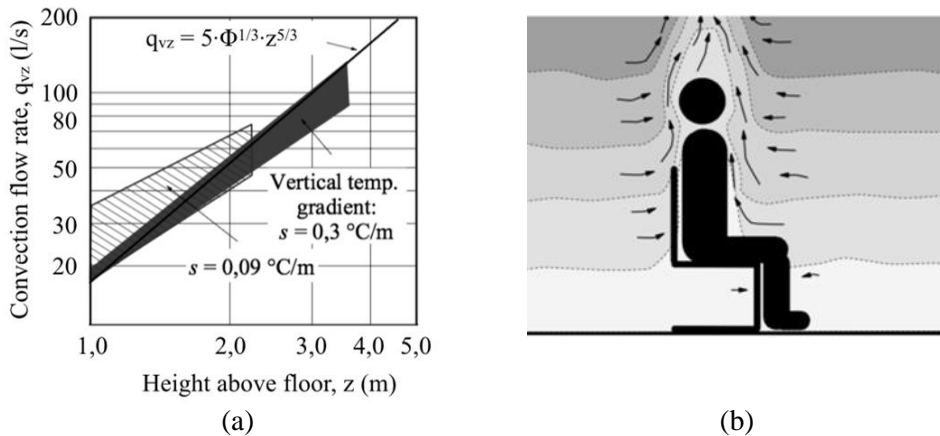 200
100
80
50
30
20
Convection flow rate, q_vz (l/s)
q_vz = 5·Φ^1/3·z^5/3
Vertical temp.
gradient:
s = 0,3 °C/m
s = 0,09 °C/m
1,0 2,0 3,0 4,0 5,0
Height above floor, z (m)
(a) (b)